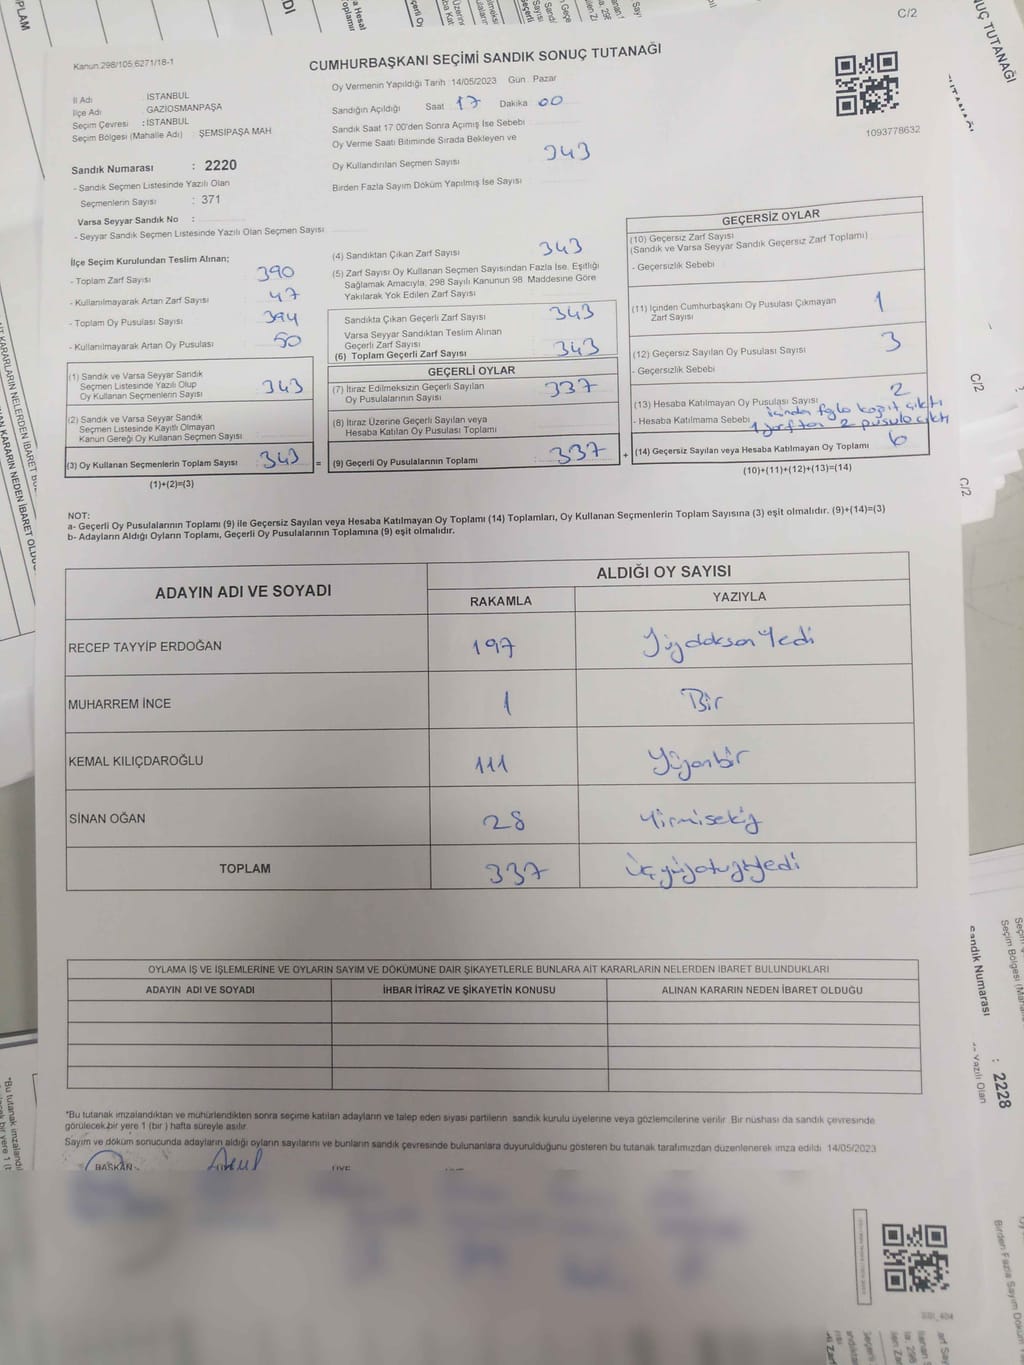 C/2
Kanun:298/105;6271/18-1
CUMHURBAŞKANI SEÇİMİ SANDIK SONUÇ TUTANAĞI
1093778632
İl Adı : İSTANBUL
İlçe Adı : GAZİOSMANPAŞA
Seçim Çevresi : İSTANBUL
Seçim Bölgesi (Mahalle Adı) : ŞEMSİPAŞA MAH
Sandık Numarası : 2220
- Sandık Seçmen Listesinde Yazılı Olan
Seçmenlerin Sayısı : 371
Varsa Seyyar Sandık No :
- Seyyar Sandık Seçmen Listesinde Yazılı Olan Seçmen Sayısı
Oy Vermenin Yapıldığı Tarih : 14/05/2023 Gün : Pazar
Sandığın Açıldığı Saat 17 Dakika 00
Sandık Saat 17:00'den Sonra Açımış İse Sebebi
Oy Verme Saati Bitiminde Sırada Bekleyen ve
Oy Kullandırılan Seçmen Sayısı 343
Birden Fazla Sayım Döküm Yapılmış İse Sayısı
İlçe Seçim Kurulundan Teslim Alınan;
- Toplam Zarf Sayısı 390
- Kullanılmayarak Artan Zarf Sayısı 47
- Toplam Oy Pusulası Sayısı 394
- Kullanılmayarak Artan Oy Pusulası 50
(1) Sandık ve Varsa Seyyar Sandık
Seçmen Listesinde Yazılı Olup
Oy Kullanan Seçmenlerin Sayısı 343
(2) Sandık ve Varsa Seyyar Sandık
Seçmen Listesinde Kayıtlı Olmayan
Kanun Gereği Oy Kullanan Seçmen Sayısı
(3) Oy Kullanan Seçmenlerin Toplam Sayısı 343 =
(1)+(2)=(3)
(4) Sandıktan Çıkan Zarf Sayısı 343
(5) Zarf Sayısı Oy Kullanan Seçmen Sayısından Fazla İse, Eşitliği
Sağlamak Amacıyla, 298 Sayılı Kanunun 98. Maddesine Göre
Yakılarak Yok Edilen Zarf Sayısı
Sandıkta Çıkan Geçerli Zarf Sayısı 343
Varsa Seyyar Sandıktan Teslim Alınan
Geçerli Zarf Sayısı
(6) Toplam Geçerli Zarf Sayısı 343
GEÇERLİ OYLAR
(7) İtiraz Edilmeksizin Geçerli Sayılan
Oy Pusulalarının Sayısı 337
(8) İtiraz Üzerine Geçerli Sayılan veya
Hesaba Katılan Oy Pusulası Toplamı
(9) Geçerli Oy Pusulalarının Toplamı 337 +
GEÇERSİZ OYLAR
(10) Geçersiz Zarf Sayısı
(Sandık ve Varsa Seyyar Sandık Geçersiz Zarf Toplamı)
- Geçersizlik Sebebi
(11) İçinden Cumhurbaşkanı Oy Pusulası Çıkmayan
Zarf Sayısı 1
(12) Geçersiz Sayılan Oy Pusulası Sayısı 3
- Geçersizlik Sebebi
(13) Hesaba Katılmayan Oy Pusulası Sayısı 2
- Hesaba Katılmama Sebebi içinden fazla kağıt çıktı
1 zarftan 2 pusula çıktı
(14) Geçersiz Sayılan veya Hesaba Katılmayan Oy Toplamı 6
(10)+(11)+(12)+(13)=(14)
NOT:
a- Geçerli Oy Pusulalarının Toplamı (9) ile Geçersiz Sayılan veya Hesaba Katılmayan Oy Toplamı (14) Toplamları, Oy Kullanan Seçmenlerin Toplam Sayısına (3) eşit olmalıdır. (9)+(14)=(3)
b- Adayların Aldığı Oyların Toplamı, Geçerli Oy Pusulalarının Toplamına (9) eşit olmalıdır.
ADAYIN ADI VE SOYADI ALDIĞI OY SAYISI
RAKAMLA YAZIYLA
RECEP TAYYİP ERDOĞAN 197 Yüzdoksan Yedi
MUHARREM İNCE 1 Bir
KEMAL KILIÇDAROĞLU 111 Yüzonbir
SİNAN OĞAN 28 Yirmisekiz
TOPLAM 337 Üçyüzotuzyedi
OYLAMA İŞ VE İŞLEMLERİNE VE OYLARIN SAYIM VE DÖKÜMÜNE DAİR ŞİKAYETLERLE BUNLARA AİT KARARLARIN NELERDEN İBARET BULUNDUKLARI
ADAYIN ADI VE SOYADI İHBAR İTİRAZ VE ŞİKAYETİN KONUSU ALINAN KARARIN NEDEN İBARET OLDUĞU
*Bu tutanak imzalandıktan ve mühürlendikten sonra seçime katılan adayların ve talep eden siyasi partilerin sandık kurulu üyelerine veya gözlemcilerine verilir. Bir nüshası da sandık çevresinde
görülecek bir yere 1 (bir ) hafta süreyle asılır.
Sayım ve döküm sonucunda adayların aldığı oyların sayılarını ve bunların sandık çevresinde bulunanlara duyurulduğunu gösteren bu tutanak tarafımızdan düzenlenerek imza edildi. 14/05/2023
BAŞKAN
C/2
C/2
Sandık Numarası : 2228